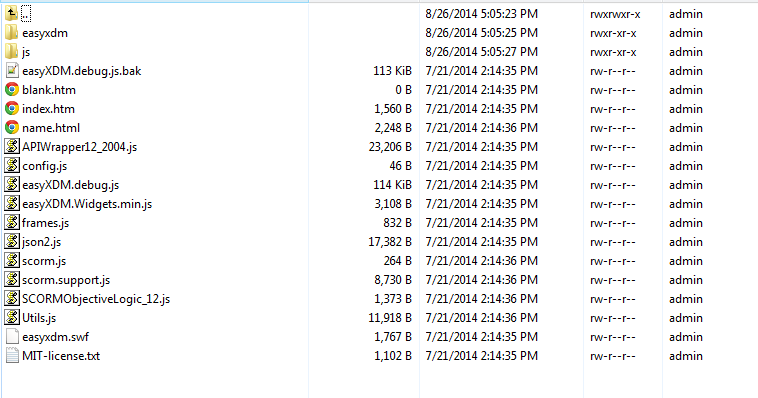 .. 8/26/2014 5:05:23 PM rwxrwxr-x admin
easyxdm 8/26/2014 5:05:25 PM rwxr-xr-x admin
js 8/26/2014 5:05:27 PM rwxr-xr-x admin
easyXDM.debug.js.bak 113 KiB 7/21/2014 2:14:35 PM rw-r--r-- admin
blank.htm 0 B 7/21/2014 2:14:35 PM rw-r--r-- admin
index.htm 1,560 B 7/21/2014 2:14:35 PM rw-r--r-- admin
name.html 2,248 B 7/21/2014 2:14:36 PM rw-r--r-- admin
APIWrapper12_2004.js 23,206 B 7/21/2014 2:14:35 PM rw-r--r-- admin
config.js 46 B 7/21/2014 2:14:35 PM rw-r--r-- admin
easyXDM.debug.js 114 KiB 7/21/2014 2:14:35 PM rw-r--r-- admin
easyXDM.Widgets.min.js 3,108 B 7/21/2014 2:14:35 PM rw-r--r-- admin
frames.js 832 B 7/21/2014 2:14:35 PM rw-r--r-- admin
json2.js 17,382 B 7/21/2014 2:14:35 PM rw-r--r-- admin
scorm.js 264 B 7/21/2014 2:14:36 PM rw-r--r-- admin
scorm.support.js 8,730 B 7/21/2014 2:14:36 PM rw-r--r-- admin
SCORMObjectiveLogic_12.js 1,373 B 7/21/2014 2:14:36 PM rw-r--r-- admin
Utils.js 11,918 B 7/21/2014 2:14:36 PM rw-r--r-- admin
easyxdm.swf 1,767 B 7/21/2014 2:14:35 PM rw-r--r-- admin
MIT-license.txt 1,102 B 7/21/2014 2:14:35 PM rw-r--r-- admin